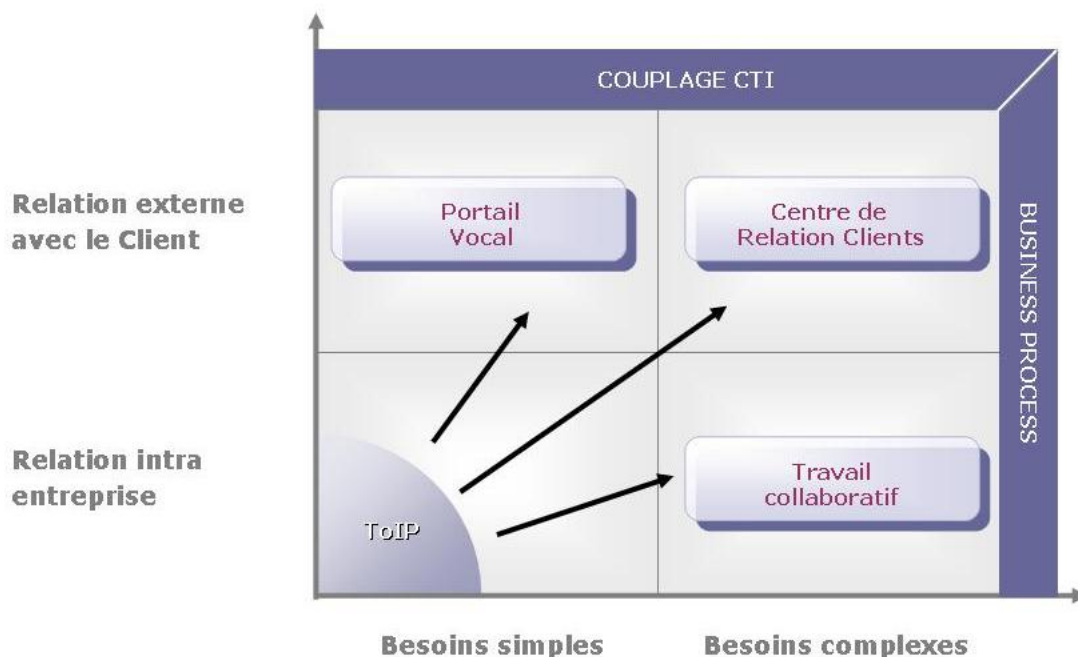 COUPLAGE CTI
Relation externe
avec le Client
Portail
Vocal
Centre de
Relation Clients
BUSINESS PROCESS
Relation intra
entreprise
ToIP
Travail
collaboratif
Besoins simples
Besoins complexes